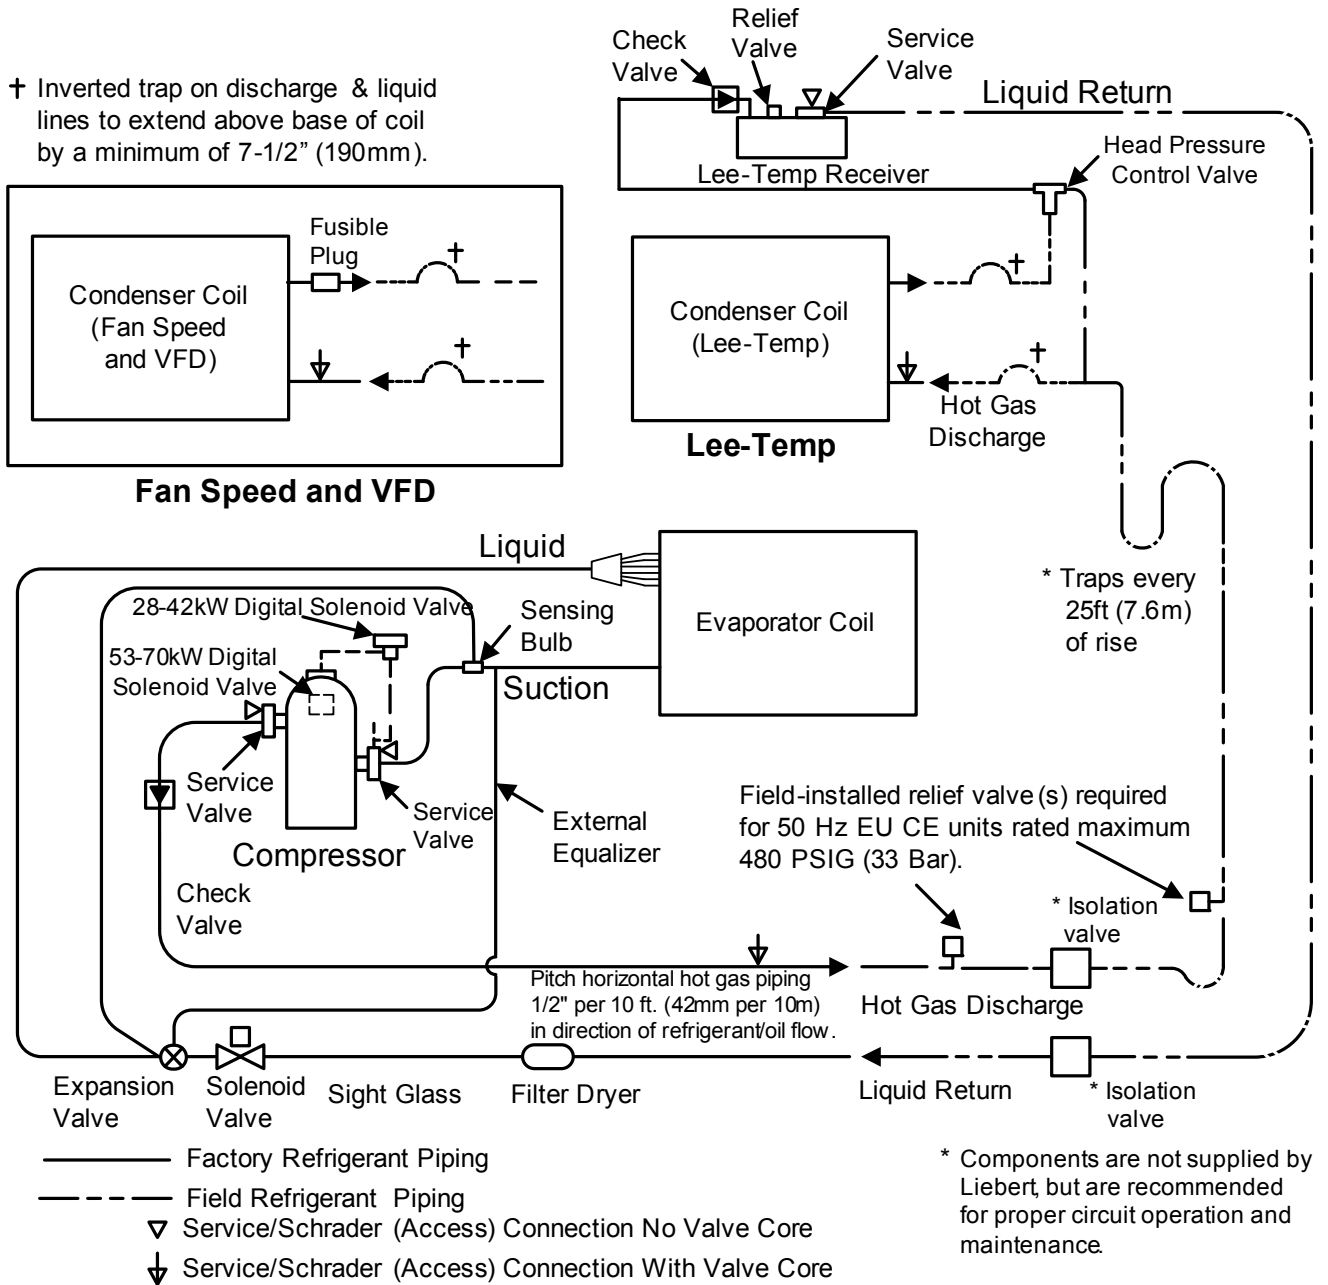 † Inverted trap on discharge & liquid
lines to extend above base of coil
by a minimum of 7-1/2” (190mm).
Fusible
Plug
†
Condenser Coil
(Fan Speed
and VFD)
†
Fan Speed and VFD
Check
Valve
Relief
Valve
Service
Valve
Liquid Return
Head Pressure
Control Valve
Lee-Temp Receiver
†
Condenser Coil
(Lee-Temp)
†
Hot Gas
Discharge
Lee-Temp
* Traps every
25ft (7.6m)
of rise
Liquid
28-42kW Digital Solenoid Valve
Sensing
Bulb
Evaporator Coil
53-70kW Digital
Solenoid Valve
Suction
Service
Valve
Service
Valve
Compressor
External
Equalizer
Check
Valve
Field-installed relief valve(s) required
for 50 Hz EU CE units rated maximum
480 PSIG (33 Bar).
* Isolation
valve
Pitch horizontal hot gas piping
1/2" per 10 ft. (42mm per 10m)
in direction of refrigerant/oil flow.
Hot Gas Discharge
Expansion
Valve
Solenoid
Valve
Sight Glass
Filter Dryer
Liquid Return
* Isolation
valve
Factory Refrigerant Piping
Field Refrigerant Piping
Service/Schrader (Access) Connection No Valve Core
Service/Schrader (Access) Connection With Valve Core
* Components are not supplied by
Liebert, but are recommended
for proper circuit operation and
maintenance.